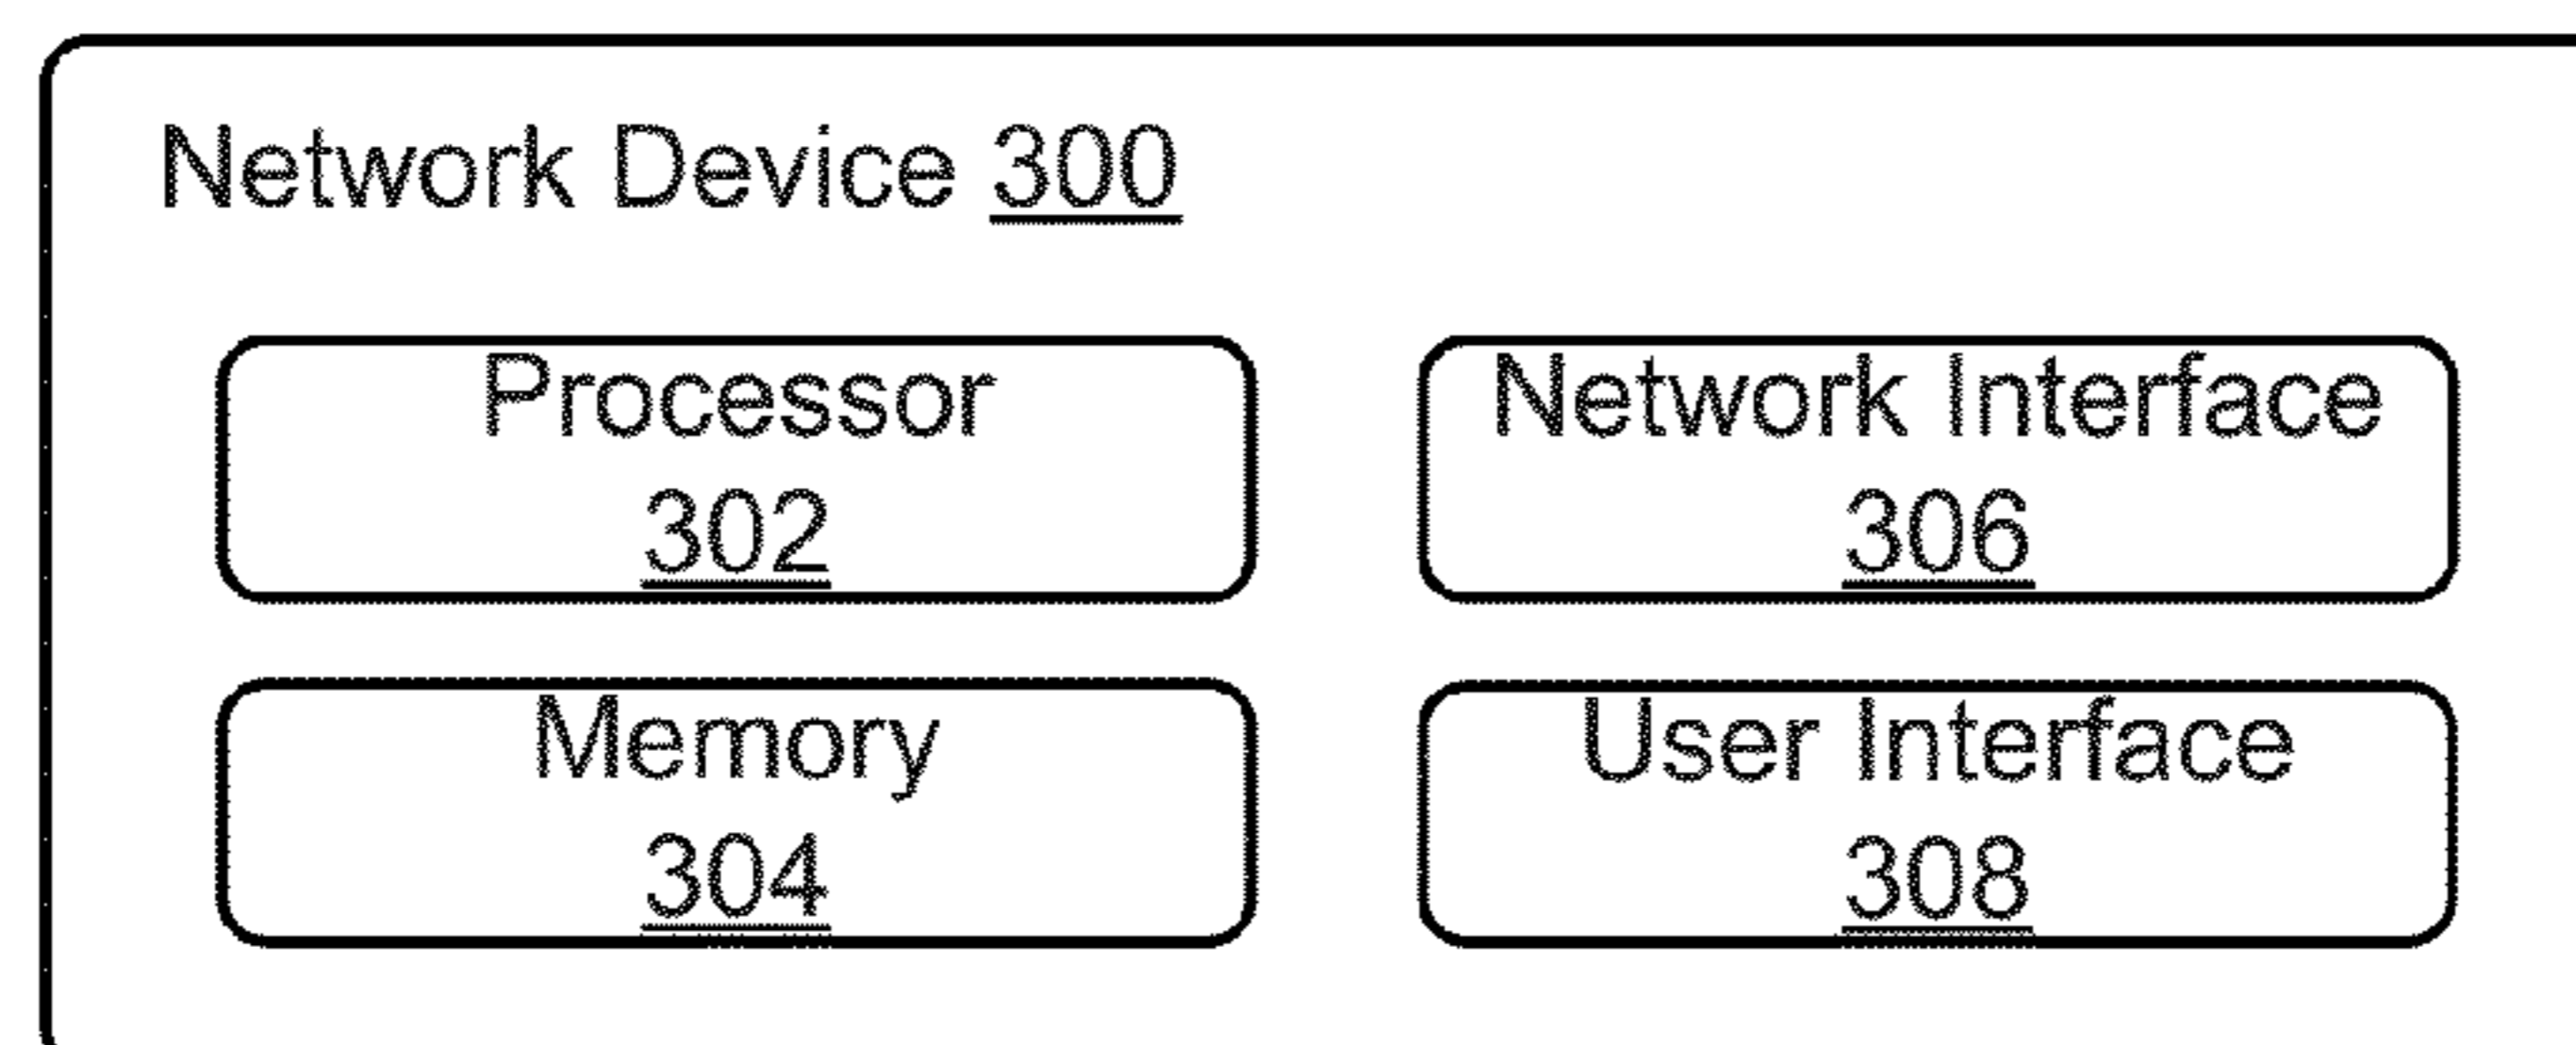 Network Device 300
Processor
302
Network Interface
306
Memory
304
User Interface
308